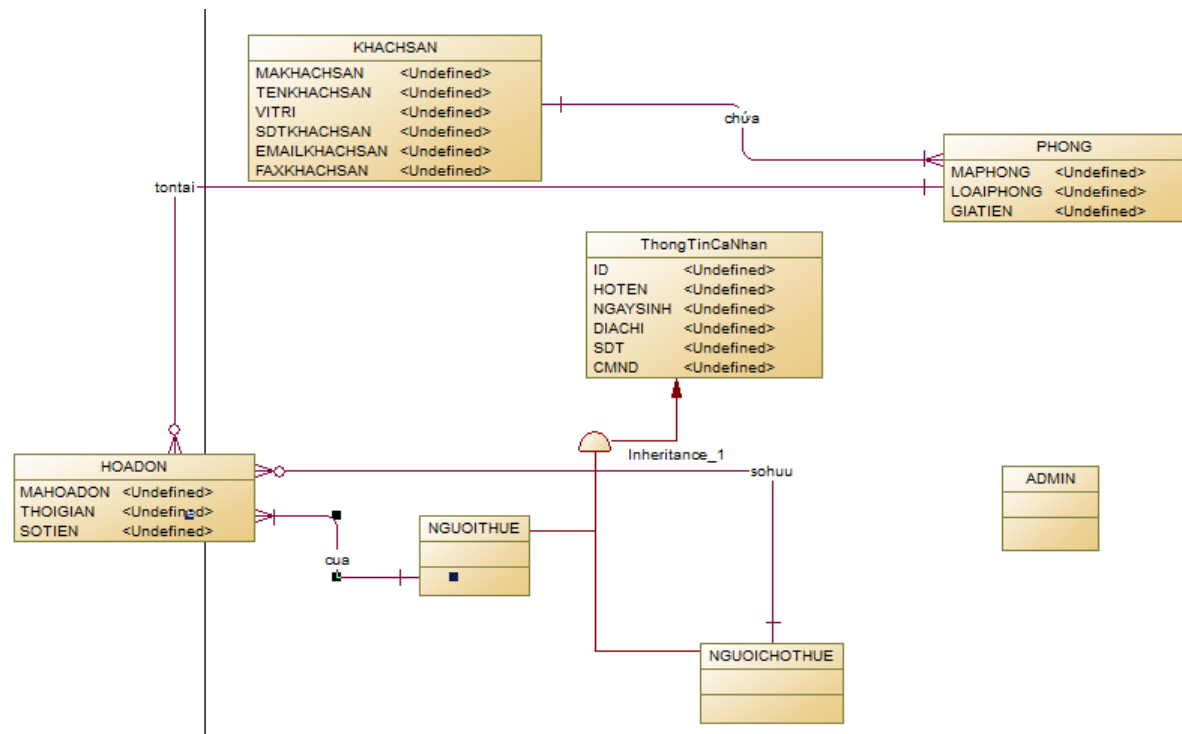 KHACHSAN
MAKHACHSAN <Undefined>
TENKHACHSAN <Undefined>
VITRI <Undefined>
SDTKHACHSAN <Undefined>
EMAILKHACHSAN <Undefined>
FAXKHACHSAN <Undefined>
chứa
PHONG
MAPHONG <Undefined>
LOAIPHONG <Undefined>
GIATIEN <Undefined>
tontai
ThongTinCaNhan
ID <Undefined>
HOTEN <Undefined>
NGAYSINH <Undefined>
DIACHI <Undefined>
SDT <Undefined>
CMND <Undefined>
Inheritance_1
HOADON
MAHOADON <Undefined>
THOIGIAN <Undefined>
SOTIEN <Undefined>
sohuu
ADMIN
NGUOITHUE
cua
NGUOICHOTHUE